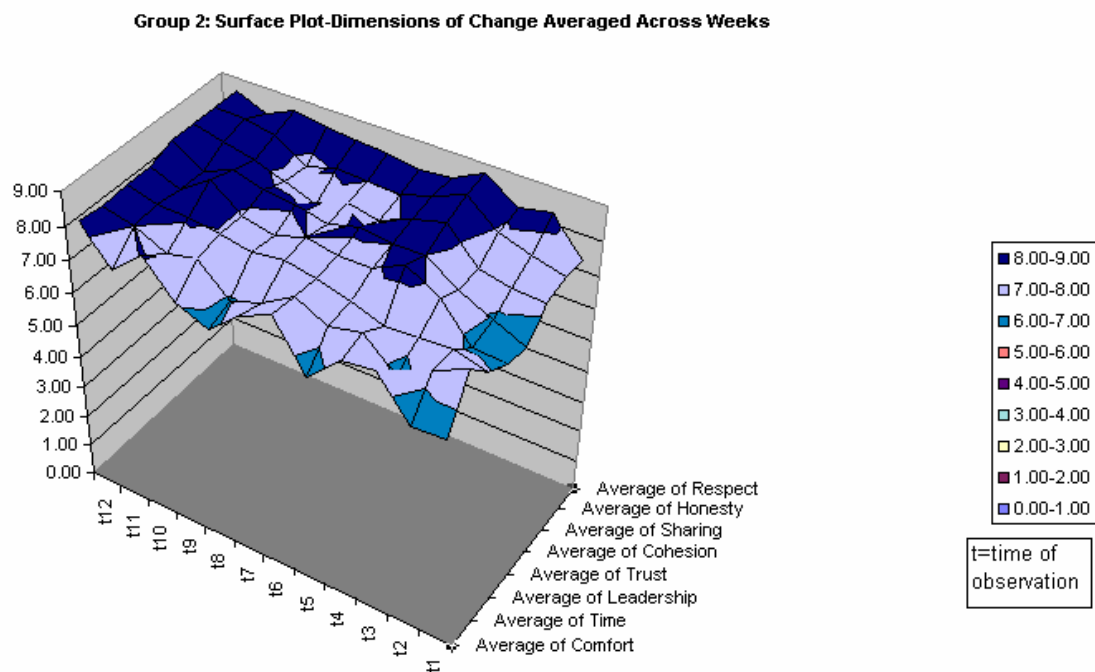 Group 2: Surface Plot-Dimensions of Change Averaged Across Weeks
9.00
8.00
7.00
6.00
5.00
4.00
3.00
2.00
1.00
0.00
t12
t11
t10
t9
t8
t7
t6
t5
t4
t3
t2
t1
Average of Respect
Average of Honesty
Average of Sharing
Average of Cohesion
Average of Trust
Average of Leadership
Average of Time
Average of Comfort
8.00-9.00
7.00-8.00
6.00-7.00
5.00-6.00
4.00-5.00
3.00-4.00
2.00-3.00
1.00-2.00
0.00-1.00
t=time of
observation